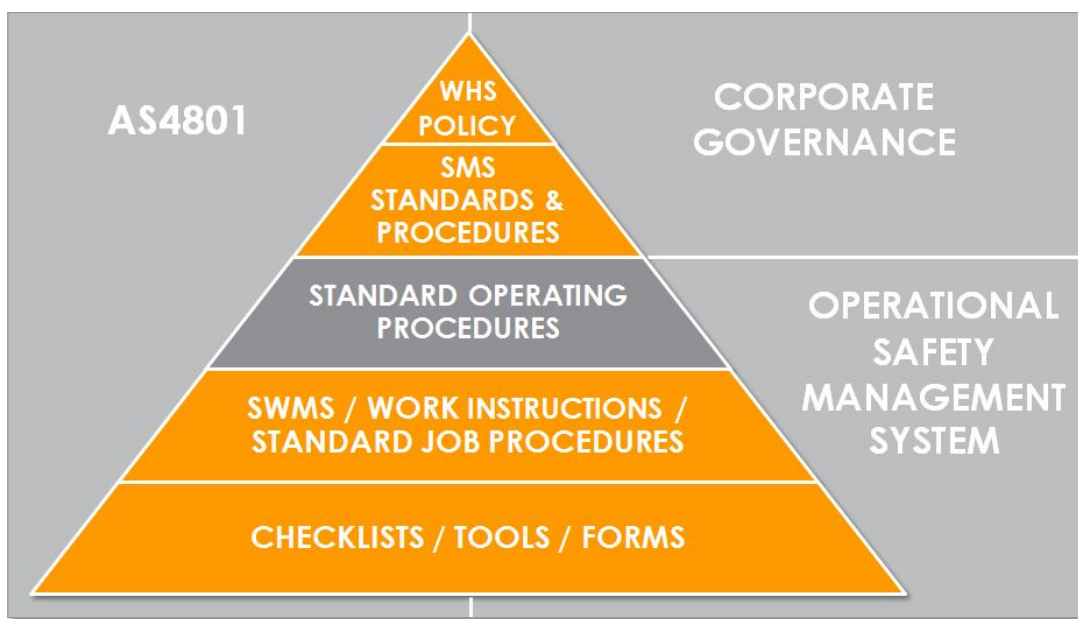 AS4801
WHS
POLICY
SMS
STANDARDS &
PROCEDURES
STANDARD OPERATING
PROCEDURES
SWMS / WORK INSTRUCTIONS /
STANDARD JOB PROCEDURES
CHECKLISTS / TOOLS / FORMS
CORPORATE
GOVERNANCE
OPERATIONAL
SAFETY
MANAGEMENT
SYSTEM